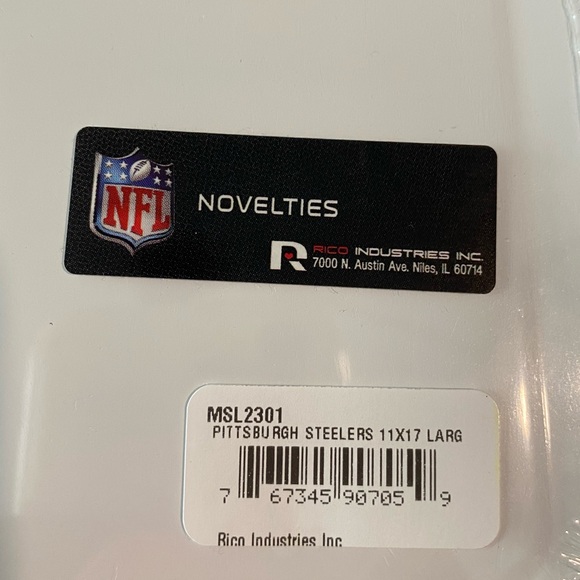 NFL
NOVELTIES
R RICO INDUSTRIES INC.
7000 N. Austin Ave. Niles, IL 60714
MSL2301
PITTSBURGH STEELERS 11X17 LARG
7 67345 90705 9
Rico Industries Inc